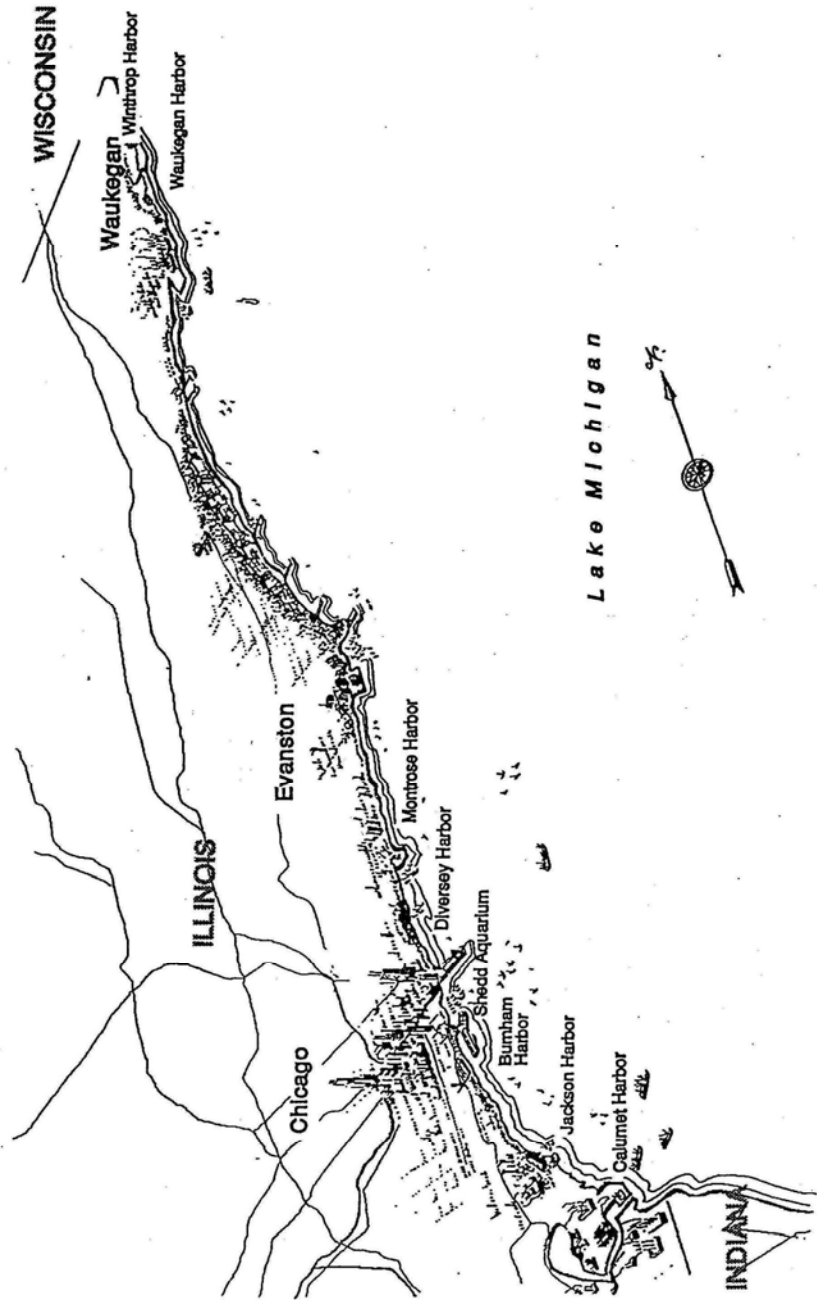 WISCONSIN
Winthrop Harbor
Waukegan
Waukegan Harbor
Lake Michigan
N
Evanston
Montrose Harbor
ILLINOIS
Diversey Harbor
Shedd Aquarium
Chicago
Burnham
Harbor
Jackson Harbor
Calumet Harbor
INDIANA